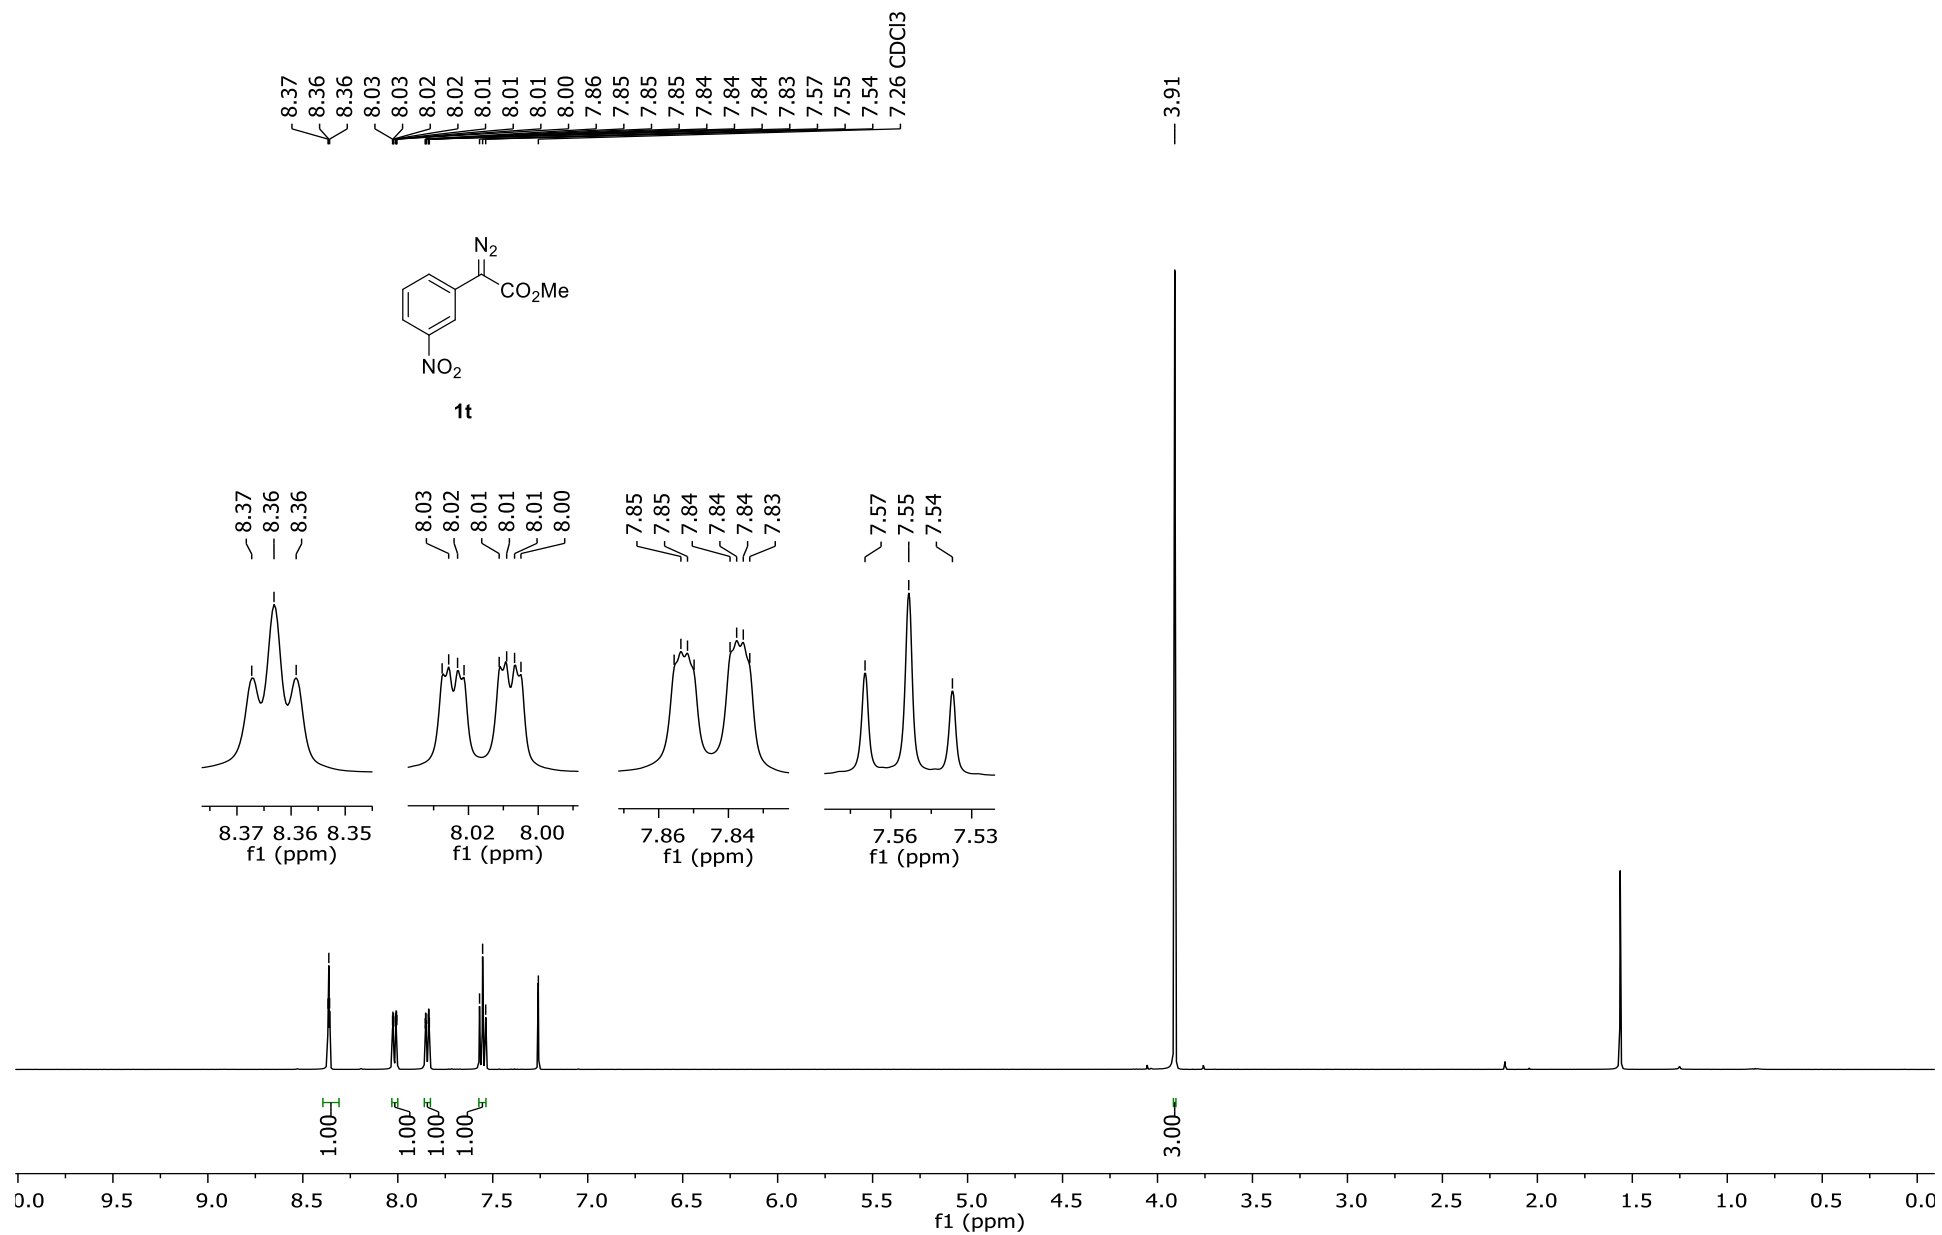 8.37 8.36 8.36 8.03 8.03 8.02 8.02 8.01 8.01 8.01 8.00 7.86 7.85 7.85 7.85 7.84 7.84 7.84 7.83 7.57 7.55 7.54 7.26 CDCl3 3.91
N2
CO2Me
NO2
1t
8.37 8.36 8.36 8.03 8.02 8.01 8.01 8.01 8.00 7.85 7.85 7.84 7.84 7.84 7.83 7.57 7.55 7.54
8.37 8.36 8.35 8.02 8.00 7.86 7.84 7.56 7.53
f1 (ppm) f1 (ppm) f1 (ppm) f1 (ppm)
1.00 1.00 1.00 1.00 3.00
0.0 9.5 9.0 8.5 8.0 7.5 7.0 6.5 6.0 5.5 5.0 4.5 4.0 3.5 3.0 2.5 2.0 1.5 1.0 0.5 0.0
f1 (ppm)